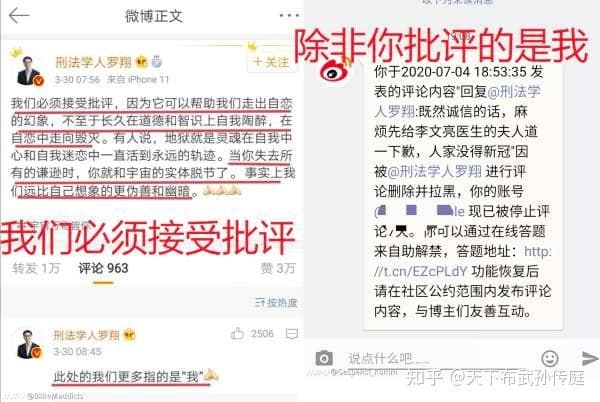 微博正文
刑法学人罗翔
3-30 07:56 来自 iPhone 11
+关注
我们必须接受批评，因为它可以帮助我们走出自恋
的幻象，不至于长久在道德和智识上自我陶醉，在
自恋中走向毁灭。有人说，地狱就是灵魂在自我中
心和自我迷恋中一直活到永远的轨迹。当你失去所
有的谦逊时，你就和宇宙的实体脱节了。事实上我
们远比自己想象的更伪善和幽暗。
我们必须接受批评
转发 1万 评论 963 赞 3万
按热度
刑法学人罗翔
2506
3-30 08:45
此处的我们更多指的是“我”
以下为未读消息
除非你批评的是我
你于2020-07-04 18:53:35 发
表的评论内容"回复@刑法学
人罗翔:既然诚信的话，麻
烦先给李文亮医生的夫人道
一下歉，人家没得新冠"因
被@刑法学人罗翔 进行评
论删除并拉黑，你的账号
@ le 现已被停止评
论7天。你可以通过在线答题
来自助解禁，答题地址：http:
//t.cn/EZcPLdY 功能恢复后
请在社区公约范围内发布评论
内容，与博主们友善互动。
说点什么吧...
知乎 @天下布武孙传庭